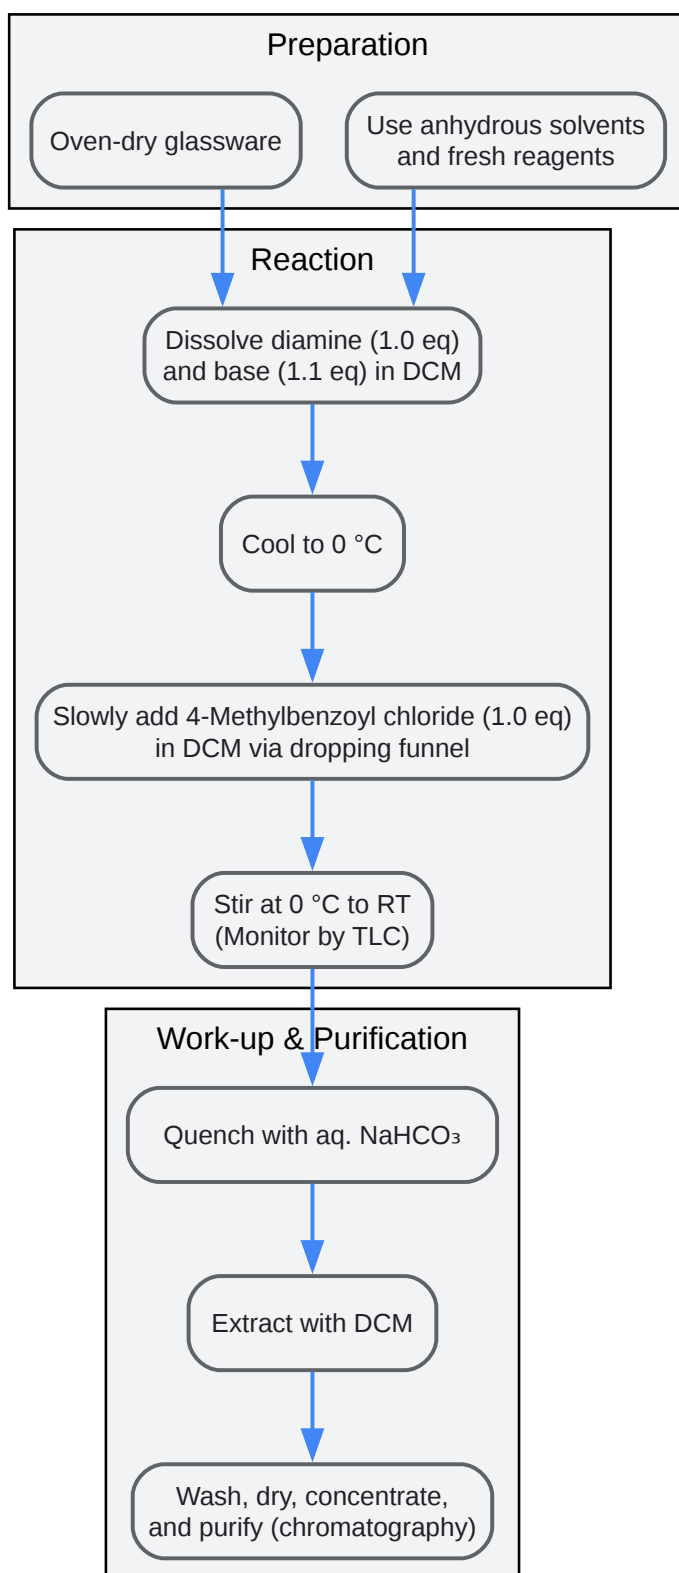 Preparation
Oven-dry glassware
Use anhydrous solvents
and fresh reagents
Reaction
Dissolve diamine (1.0 eq)
and base (1.1 eq) in DCM
Cool to 0 °C
Slowly add 4-Methylbenzoyl chloride (1.0 eq)
in DCM via dropping funnel
Stir at 0 °C to RT
(Monitor by TLC)
Work-up & Purification
Quench with aq. NaHCO₃
Extract with DCM
Wash, dry, concentrate,
and purify (chromatography)